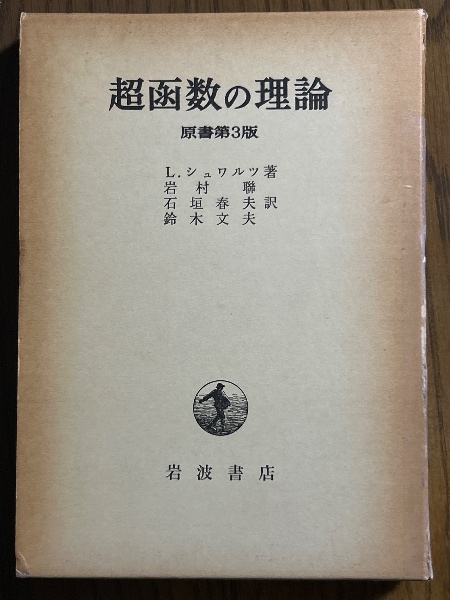 超函数の理論
原書第3版
L.シュワルツ著
岩村聯
石垣春夫訳
鈴木文夫
岩波書店